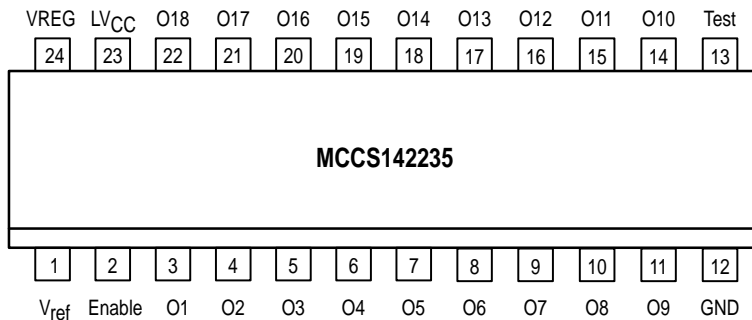 VREG LVCC O18 O17 O16 O15 O14 O13 O12 O11 O10 Test
24 23 22 21 20 19 18 17 16 15 14 13
MCCS142235
1 2 3 4 5 6 7 8 9 10 11 12
Vref Enable O1 O2 O3 O4 O5 O6 O7 O8 O9 GND